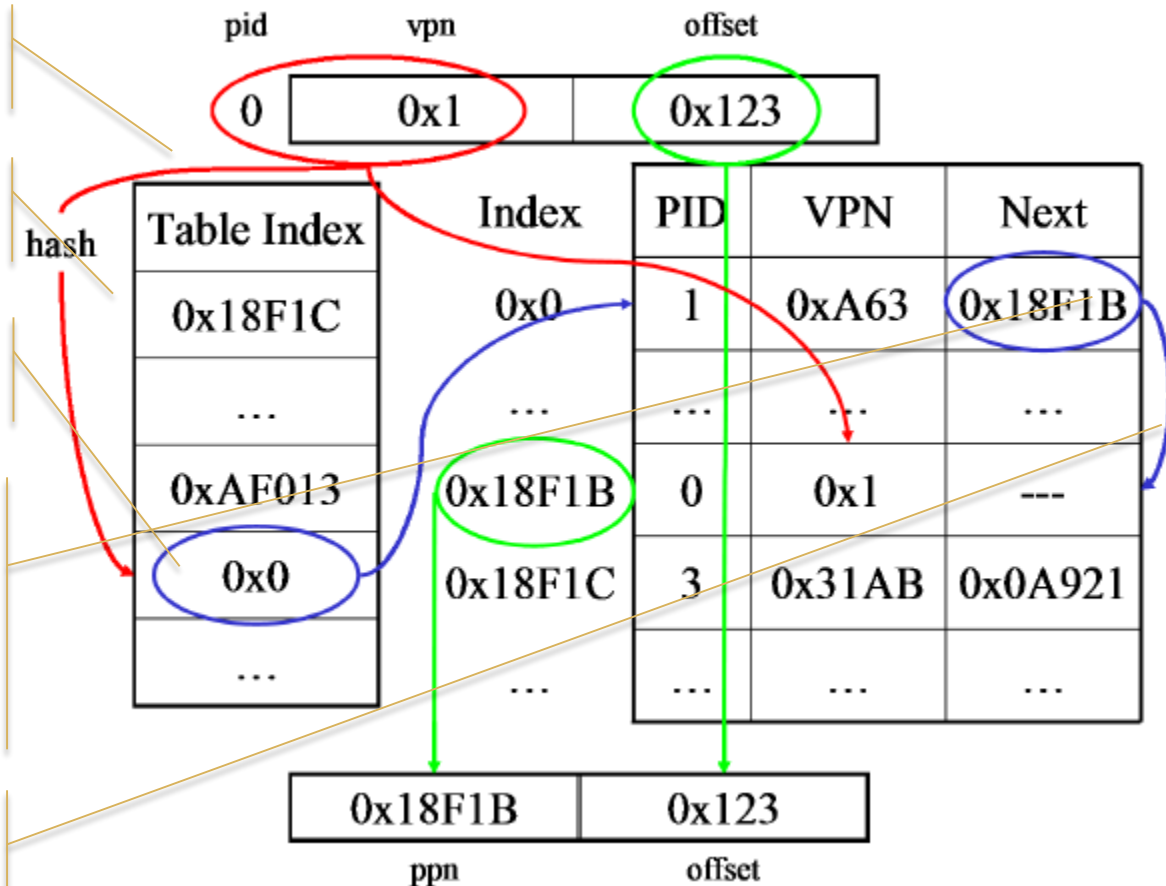 pid vpn offset
0 0x1 0x123
Table Index Index PID VPN Next
hash
0x18F1C 0x0 1 0xA63 0x18F1B
... ... ... ... ...
0xAF013 0x18F1B 0 0x1 ---
0x0 0x18F1C 3 0x31AB 0x0A921
... ... ... ... ...
0x18F1B 0x123
ppn offset